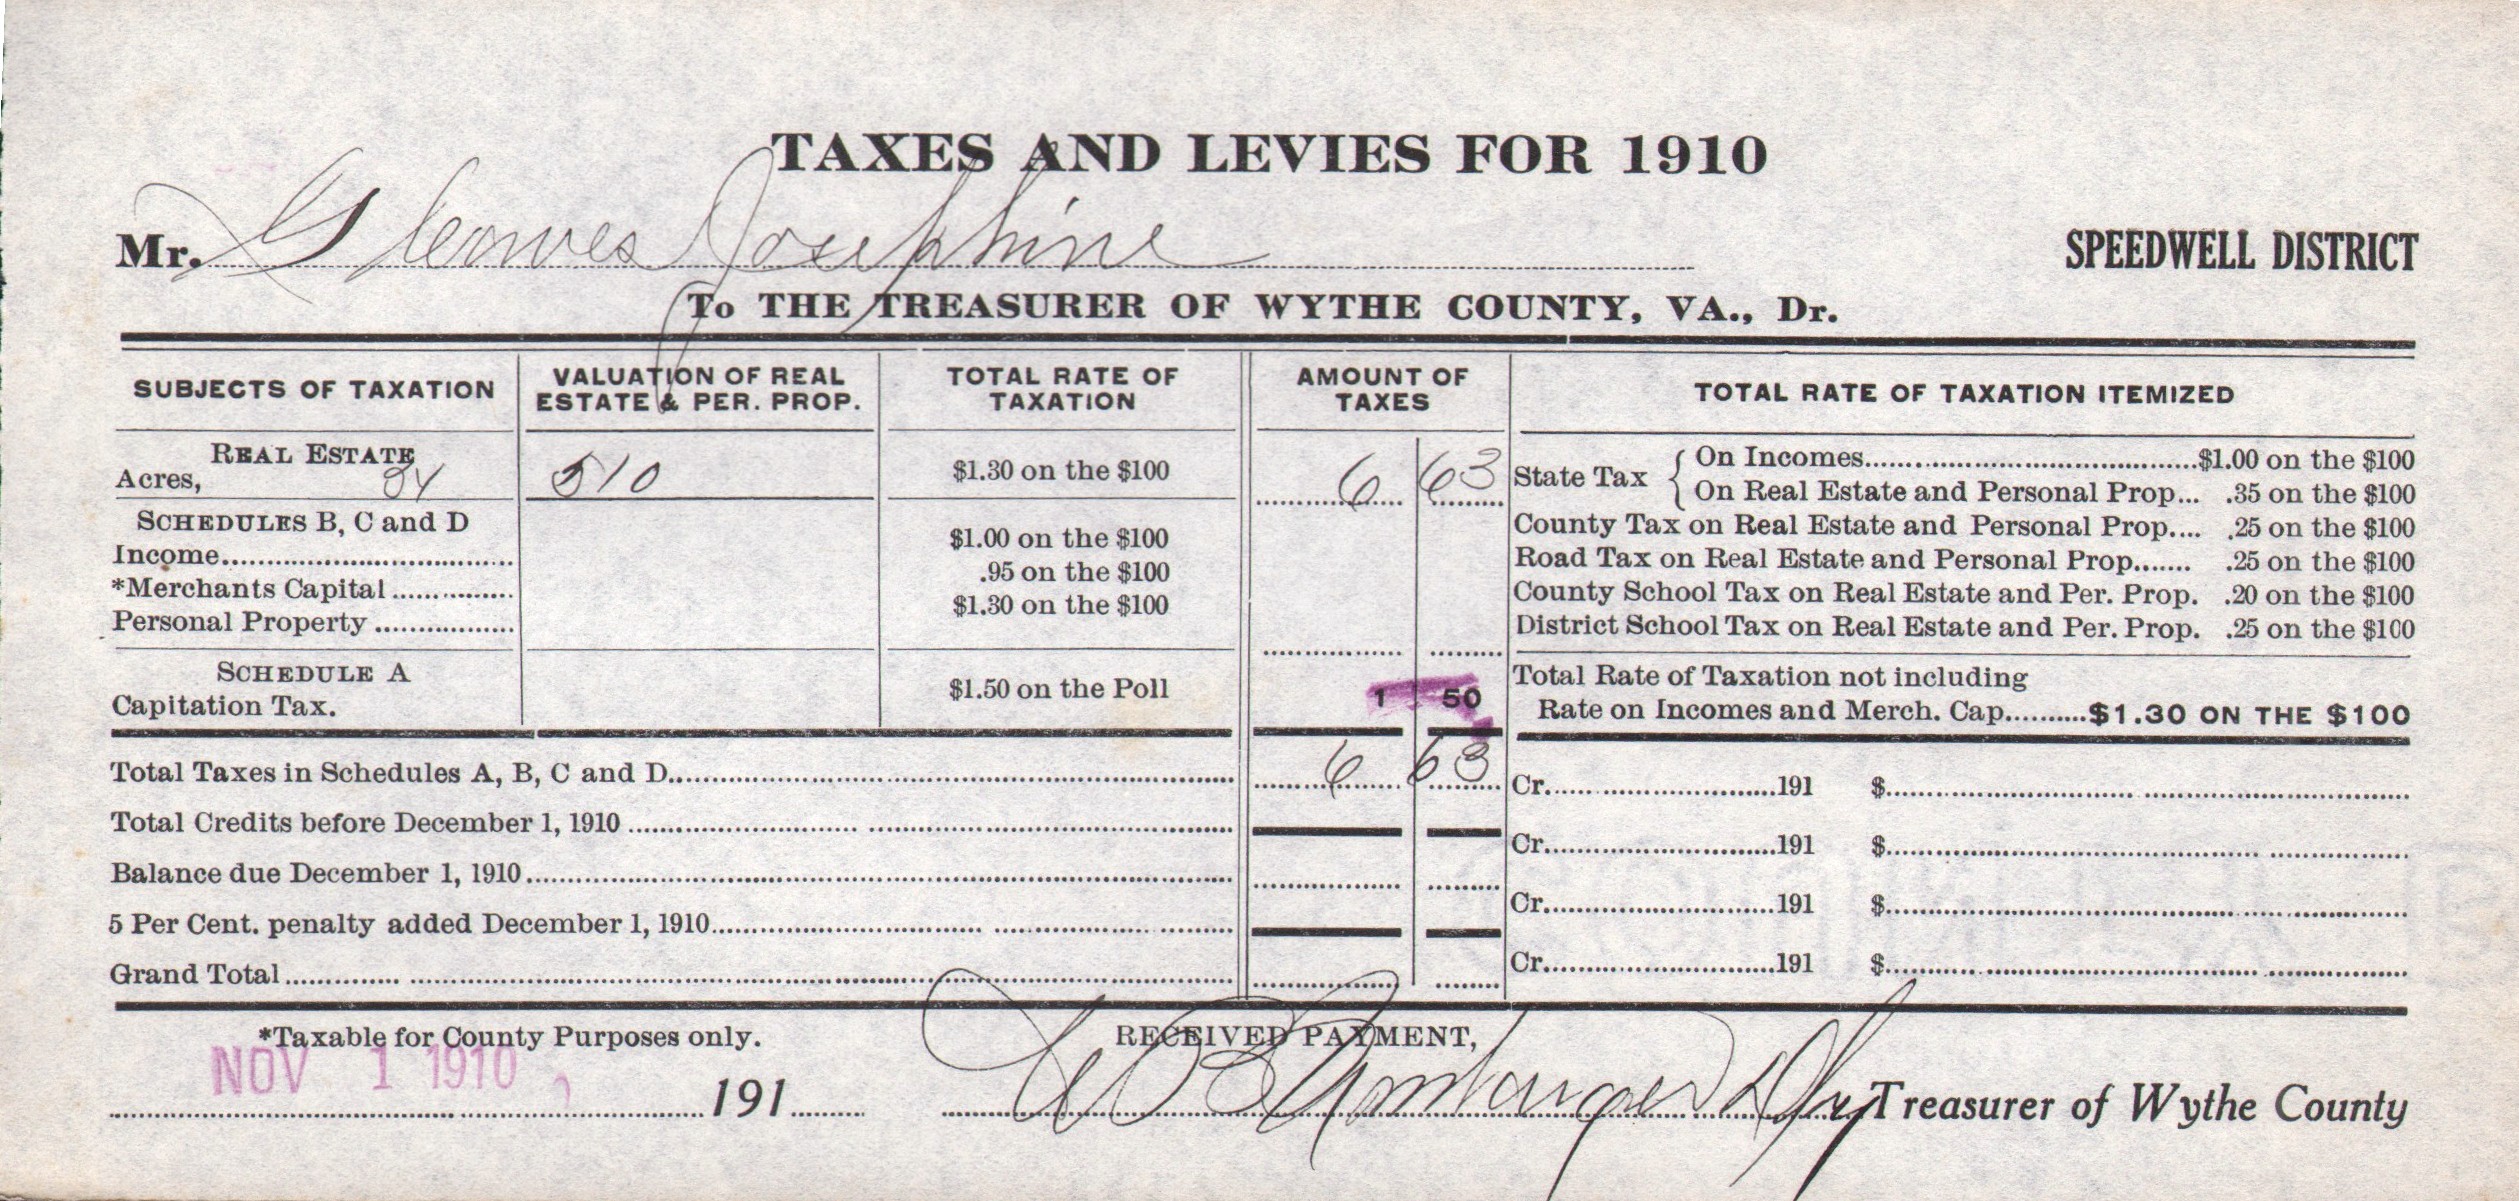 TAXES AND LEVIES FOR 1910
Mr. Gleaves Josephine
SPEEDWELL DISTRICT
To THE TREASURER OF WYTHE COUNTY, VA., Dr.
SUBJECTS OF TAXATION
VALUATION OF REAL ESTATE & PER. PROP.
TOTAL RATE OF TAXATION
AMOUNT OF TAXES
TOTAL RATE OF TAXATION ITEMIZED
REAL ESTATE
Acres, 34 510 $1.30 on the $100 6 63
SCHEDULES B, C and D
Income $1.00 on the $100
*Merchants Capital .95 on the $100
Personal Property $1.30 on the $100
SCHEDULE A
Capitation Tax. $1.50 on the Poll 1 50
State Tax { On Incomes $1.00 on the $100
On Real Estate and Personal Prop... .35 on the $100
County Tax on Real Estate and Personal Prop.... .25 on the $100
Road Tax on Real Estate and Personal Prop....... .25 on the $100
County School Tax on Real Estate and Per. Prop. .20 on the $100
District School Tax on Real Estate and Per. Prop. .25 on the $100
Total Rate of Taxation not including
Rate on Incomes and Merch. Cap..........$1.30 ON THE $100
Total Taxes in Schedules A, B, C and D. 6 63
Total Credits before December 1, 1910
Balance due December 1, 1910
5 Per Cent. penalty added December 1, 1910
Grand Total
Cr. 191 $
Cr. 191 $
Cr. 191 $
Cr. 191 $
*Taxable for County Purposes only.
RECEIVED PAYMENT,
NOV 1 1910
191
Treasurer of Wythe County